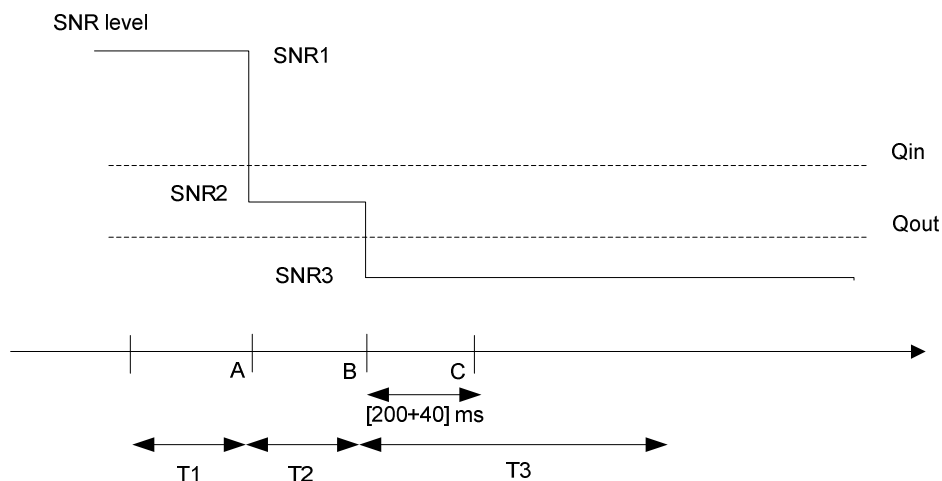 SNR level
SNR1
Qin
SNR2
Qout
SNR3
A
B
C
[200+40] ms
T1
T2
T3